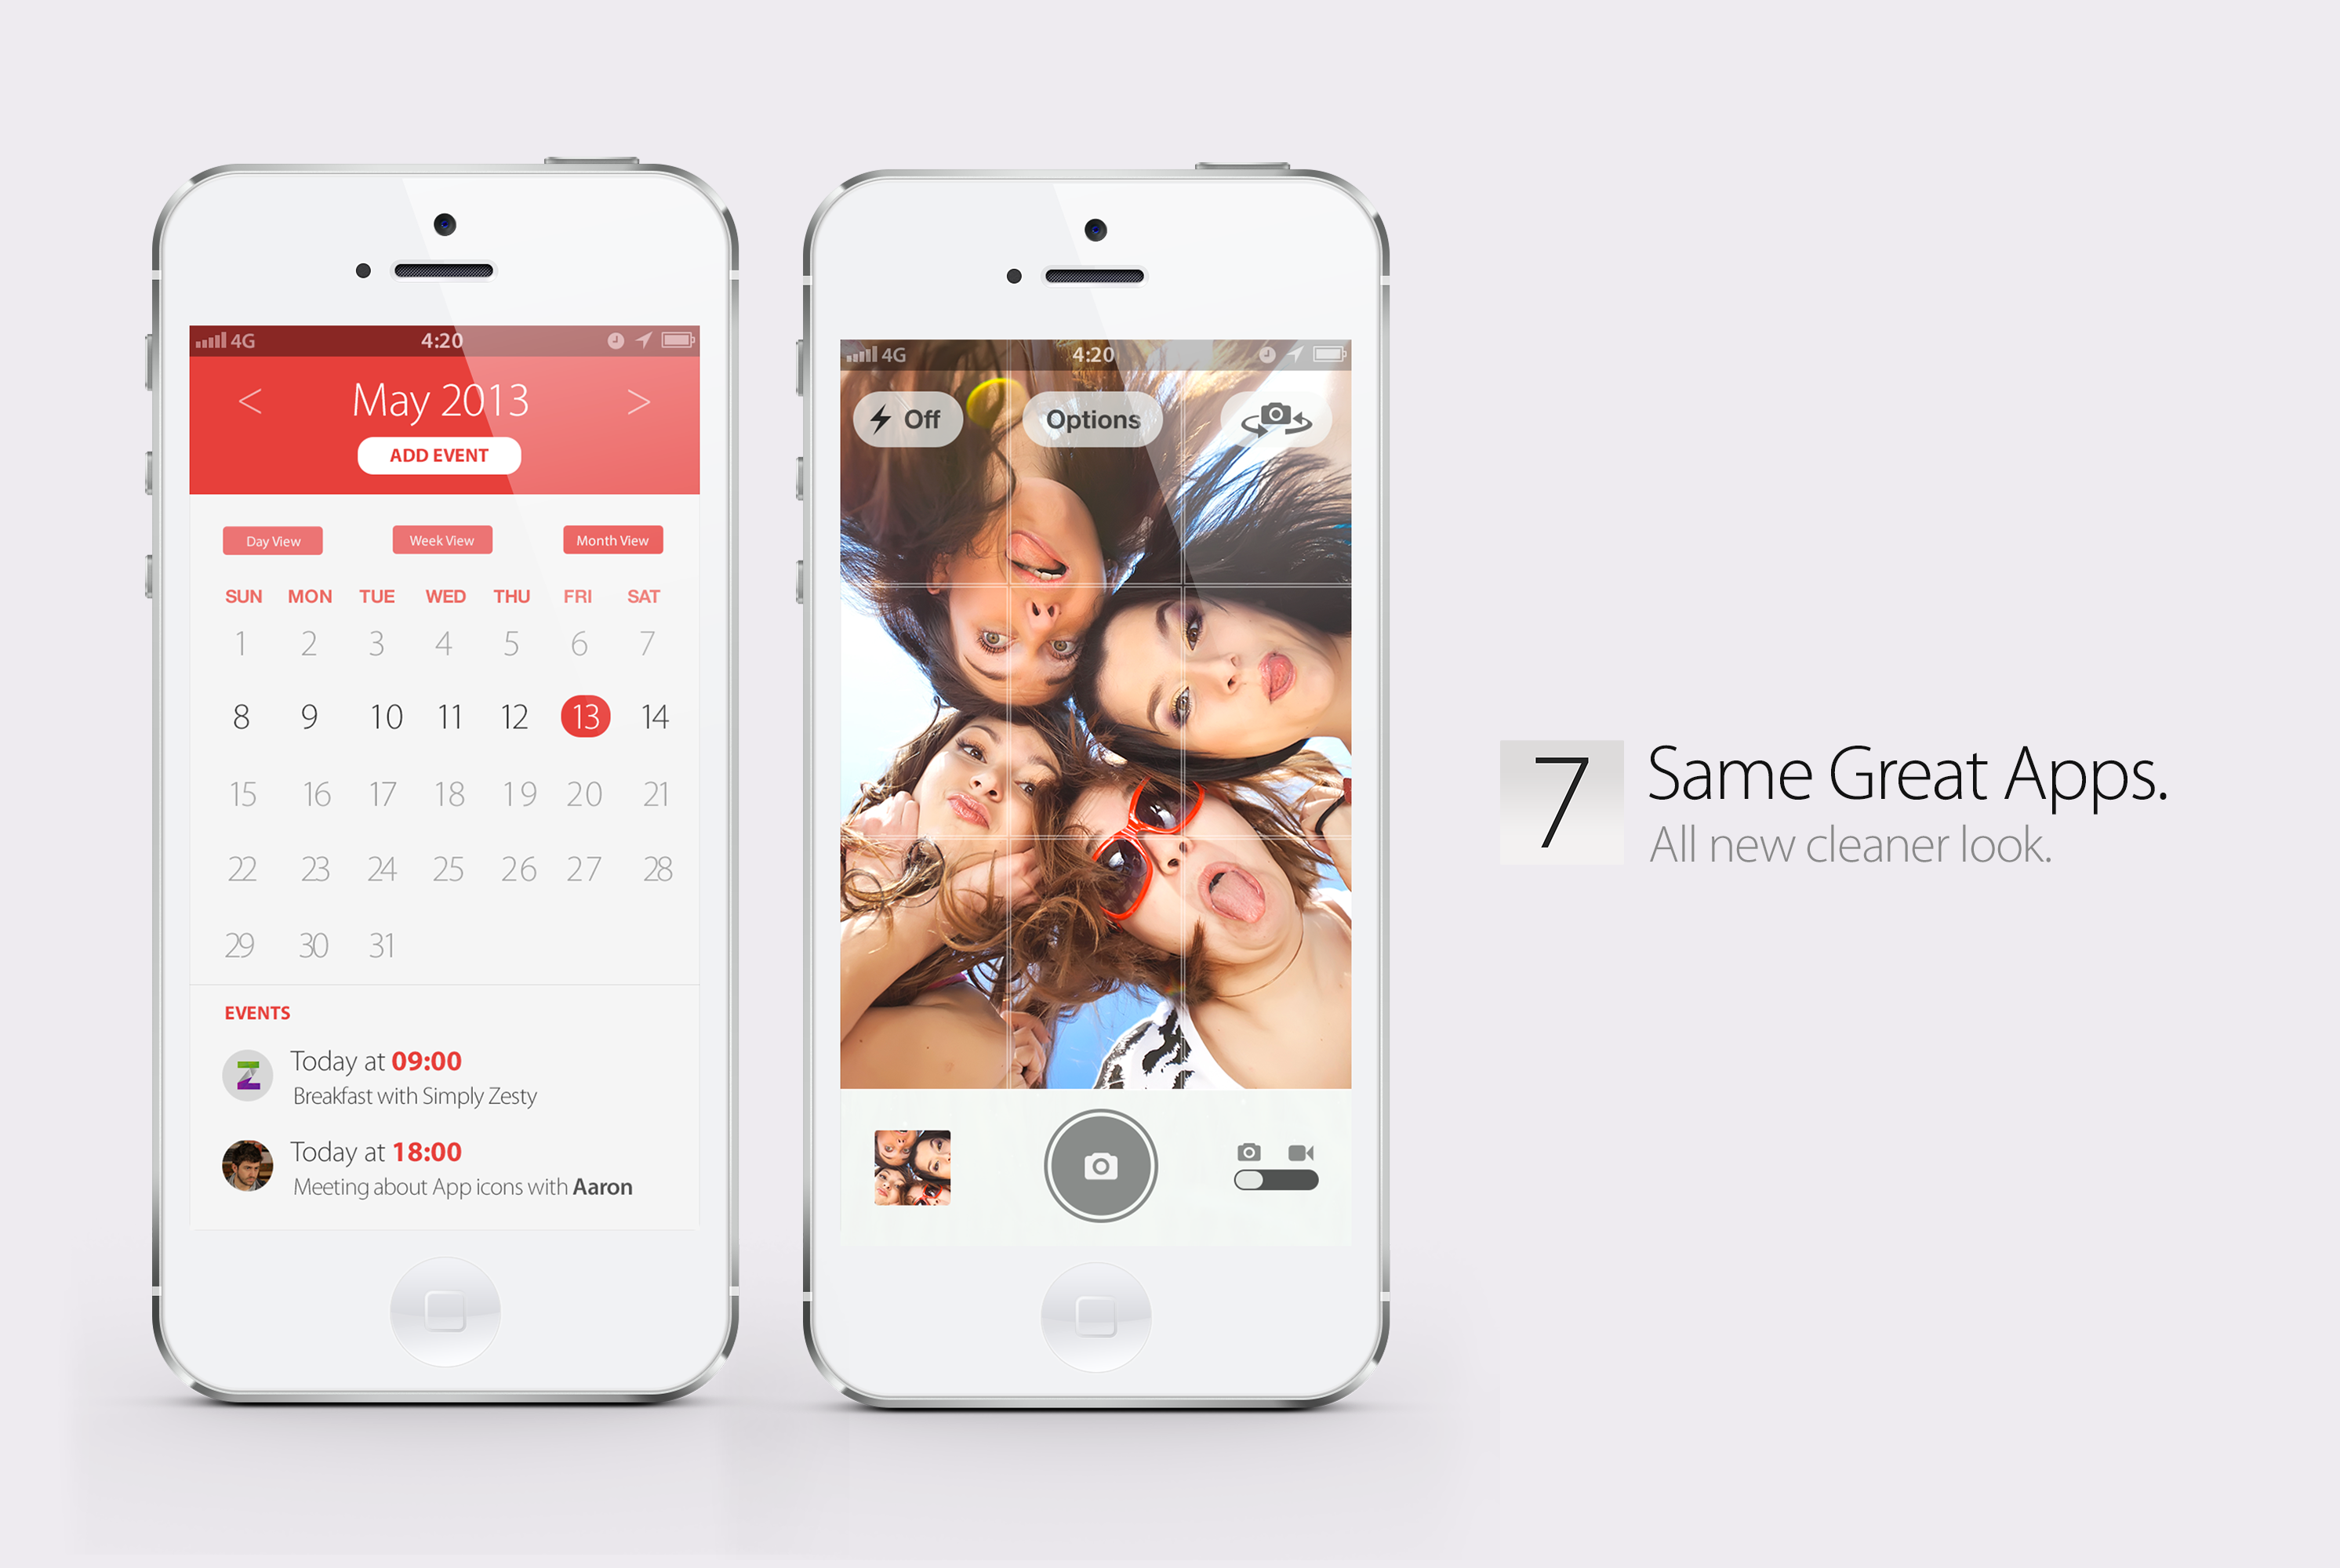 4G 4:20
< May 2013 >
ADD EVENT
Day View Week View Month View
SUN MON TUE WED THU FRI SAT
1 2 3 4 5 6 7
8 9 10 11 12 13 14
15 16 17 18 19 20 21
22 23 24 25 26 27 28
29 30 31
EVENTS
Z
Today at 09:00
Breakfast with Simply Zesty
Today at 18:00
Meeting about App icons with Aaron
4G 4:20
Off Options
7
Same Great Apps.
All new cleaner look.